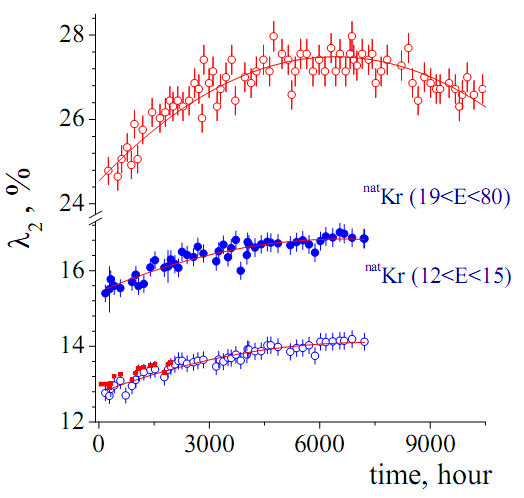 28
26
24
λ2 , %
natKr (19<E<80)
16
natKr (12<E<15)
14
12
0 3000 6000 9000
time, hour